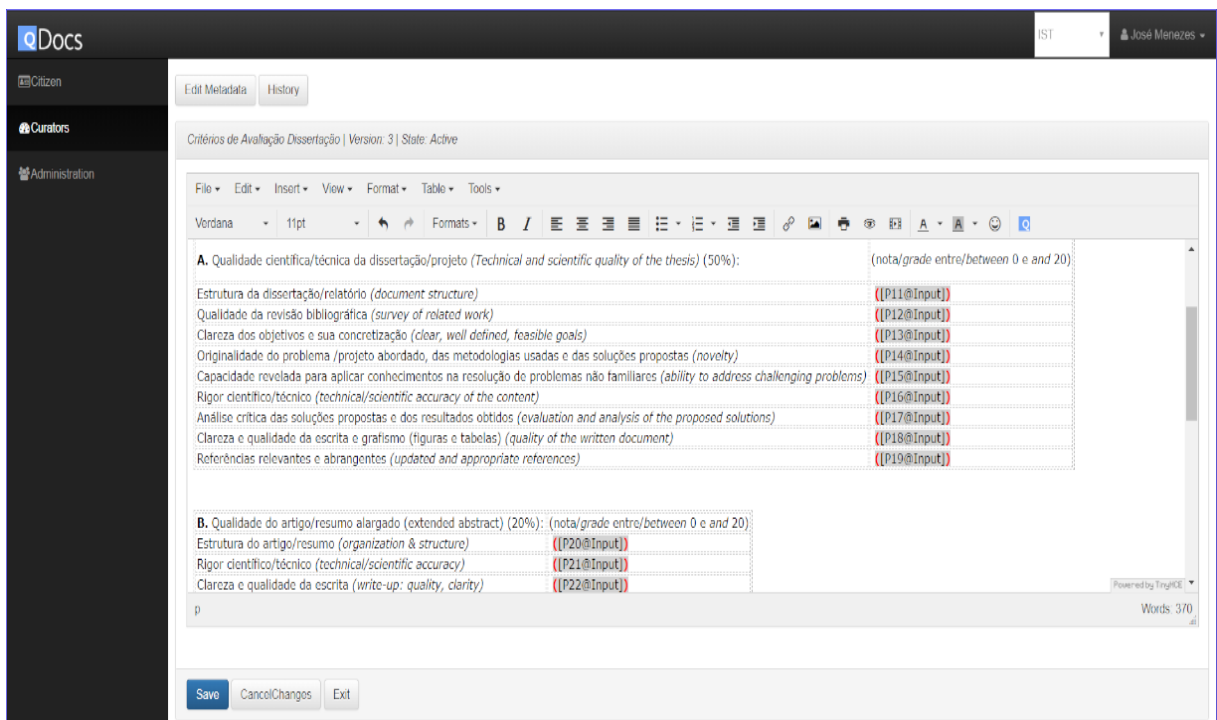 QDocs
IST
José Menezes
Citizen
Curators
Administration
Edit Metadata History
Critérios de Avaliação Dissertação | Version: 3 | State: Active
File Edit Insert View Format Table Tools
Verdana 11pt Formats B I A A Q
A. Qualidade científica/técnica da dissertação/projeto (Technical and scientific quality of the thesis) (50%): (nota/grade entre/between 0 e and 20)
Estrutura da dissertação/relatório (document structure) ([P11@Input])
Qualidade da revisão bibliográfica (survey of related work) ([P12@Input])
Clareza dos objetivos e sua concretização (clear, well defined, feasible goals) ([P13@Input])
Originalidade do problema /projeto abordado, das metodologias usadas e das soluções propostas (novelty) ([P14@Input])
Capacidade revelada para aplicar conhecimentos na resolução de problemas não familiares (ability to address challenging problems) ([P15@Input])
Rigor científico/técnico (technical/scientific accuracy of the content) ([P16@Input])
Análise crítica das soluções propostas e dos resultados obtidos (evaluation and analysis of the proposed solutions) ([P17@Input])
Clareza e qualidade da escrita e grafismo (figuras e tabelas) (quality of the written document) ([P18@Input])
Referências relevantes e abrangentes (updated and appropriate references) ([P19@Input])
B. Qualidade do artigo/resumo alargado (extended abstract) (20%): (nota/grade entre/between 0 e and 20)
Estrutura do artigo/resumo (organization & structure) ([P20@Input])
Rigor científico/técnico (technical/scientific accuracy) ([P21@Input])
Clareza e qualidade da escrita (write-up: quality, clarity) ([P22@Input])
Powered by TinyMCE
p Words: 370
Save CancelChanges Exit